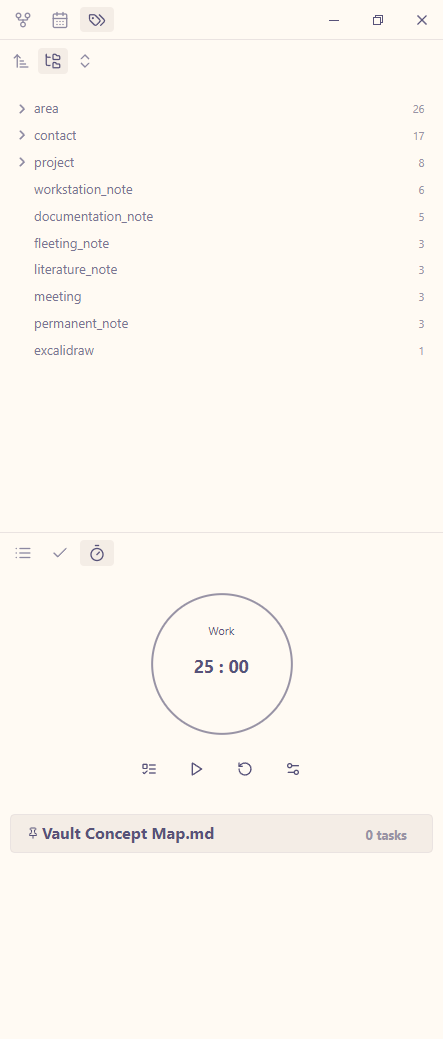 area 26
contact 17
project 8
workstation_note 6
documentation_note 5
fleeting_note 3
literature_note 3
meeting 3
permanent_note 3
excalidraw 1
Work
25 : 00
Vault Concept Map.md 0 tasks